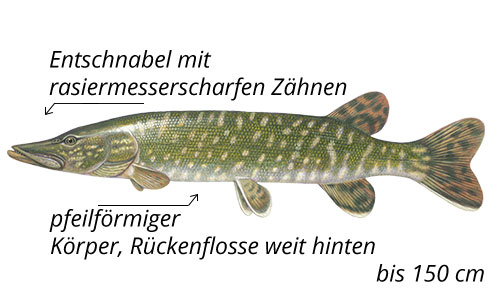 Entschnabel mit
rasiermesserscharfen Zähnen
pfeilförmiger
Körper, Rückenflosse weit hinten
bis 150 cm